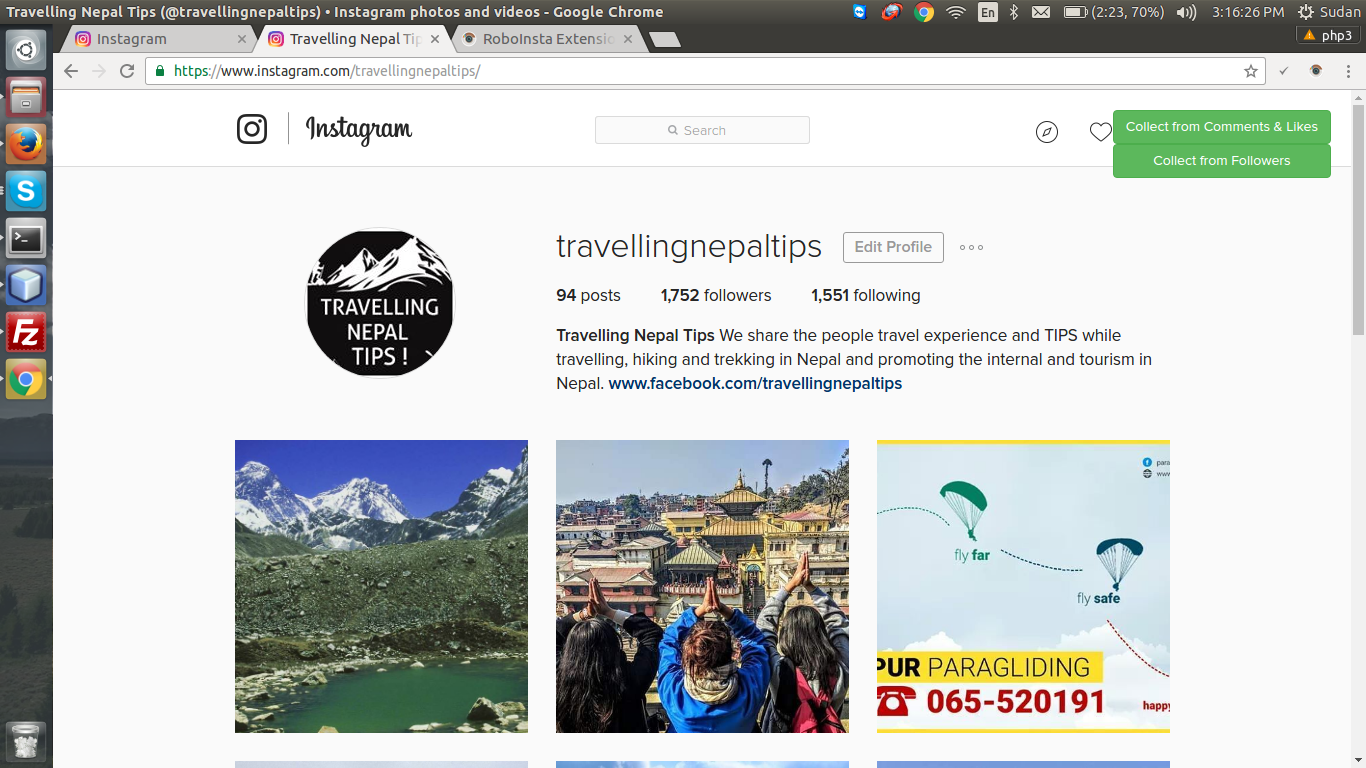 Travelling Nepal Tips (@travellingnepaltips) • Instagram photos and videos - Google Chrome
En
(2:23, 70%)
3:16:26 PM
Sudan
Instagram
Travelling Nepal Tip
RoboInsta Extensio
php3
https://www.instagram.com/travellingnepaltips/
Instagram
Search
Collect from Comments & Likes
Collect from Followers
travellingnepaltips
Edit Profile
94 posts
1,752 followers
1,551 following
Travelling Nepal Tips We share the people travel experience and TIPS while
travelling, hiking and trekking in Nepal and promoting the internal and tourism in
Nepal. www.facebook.com/travellingnepaltips
TRAVELLING
NEPAL
TIPS !
para
www
fly far
fly safe
PUR PARAGLIDING
065-520191
happy